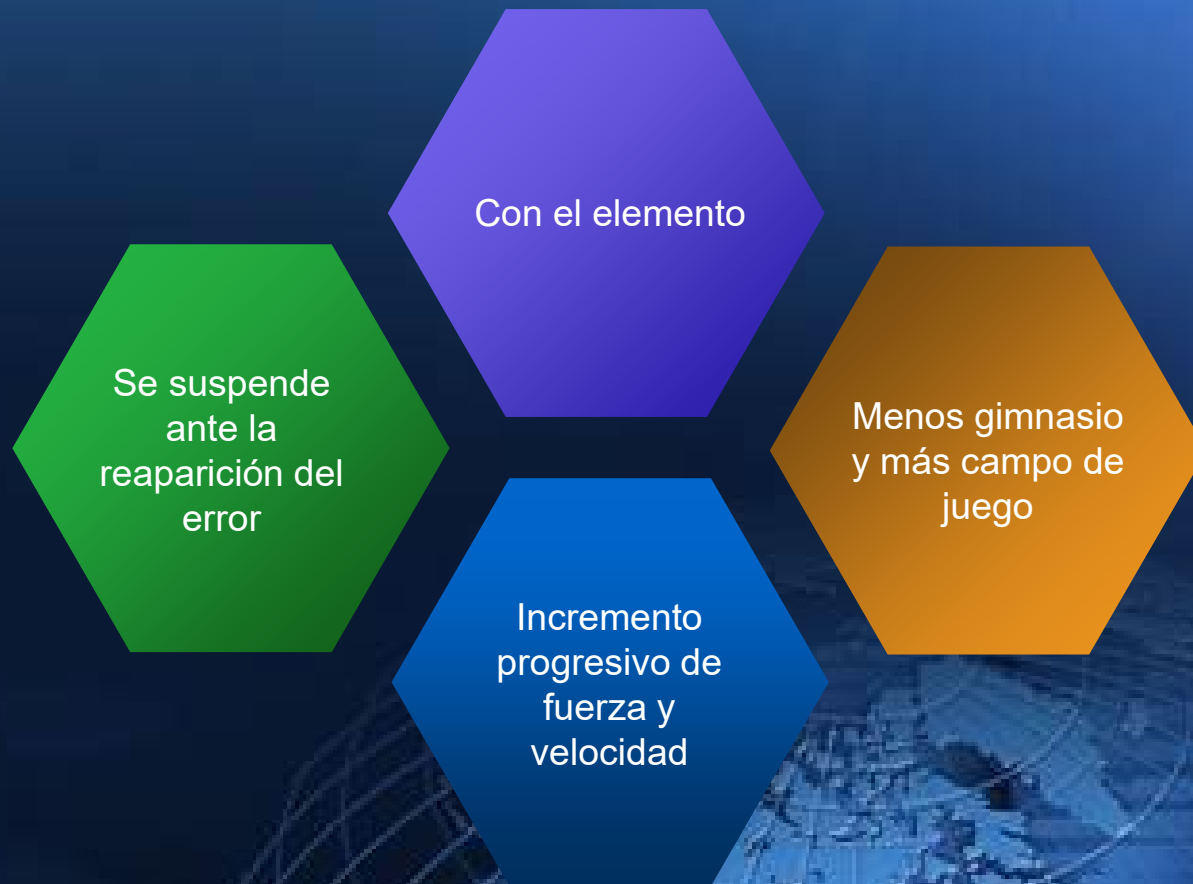 Con el elemento
Se suspende
ante la
reaparición del
error
Menos gimnasio
y más campo de
juego
Incremento
progresivo de
fuerza y
velocidad